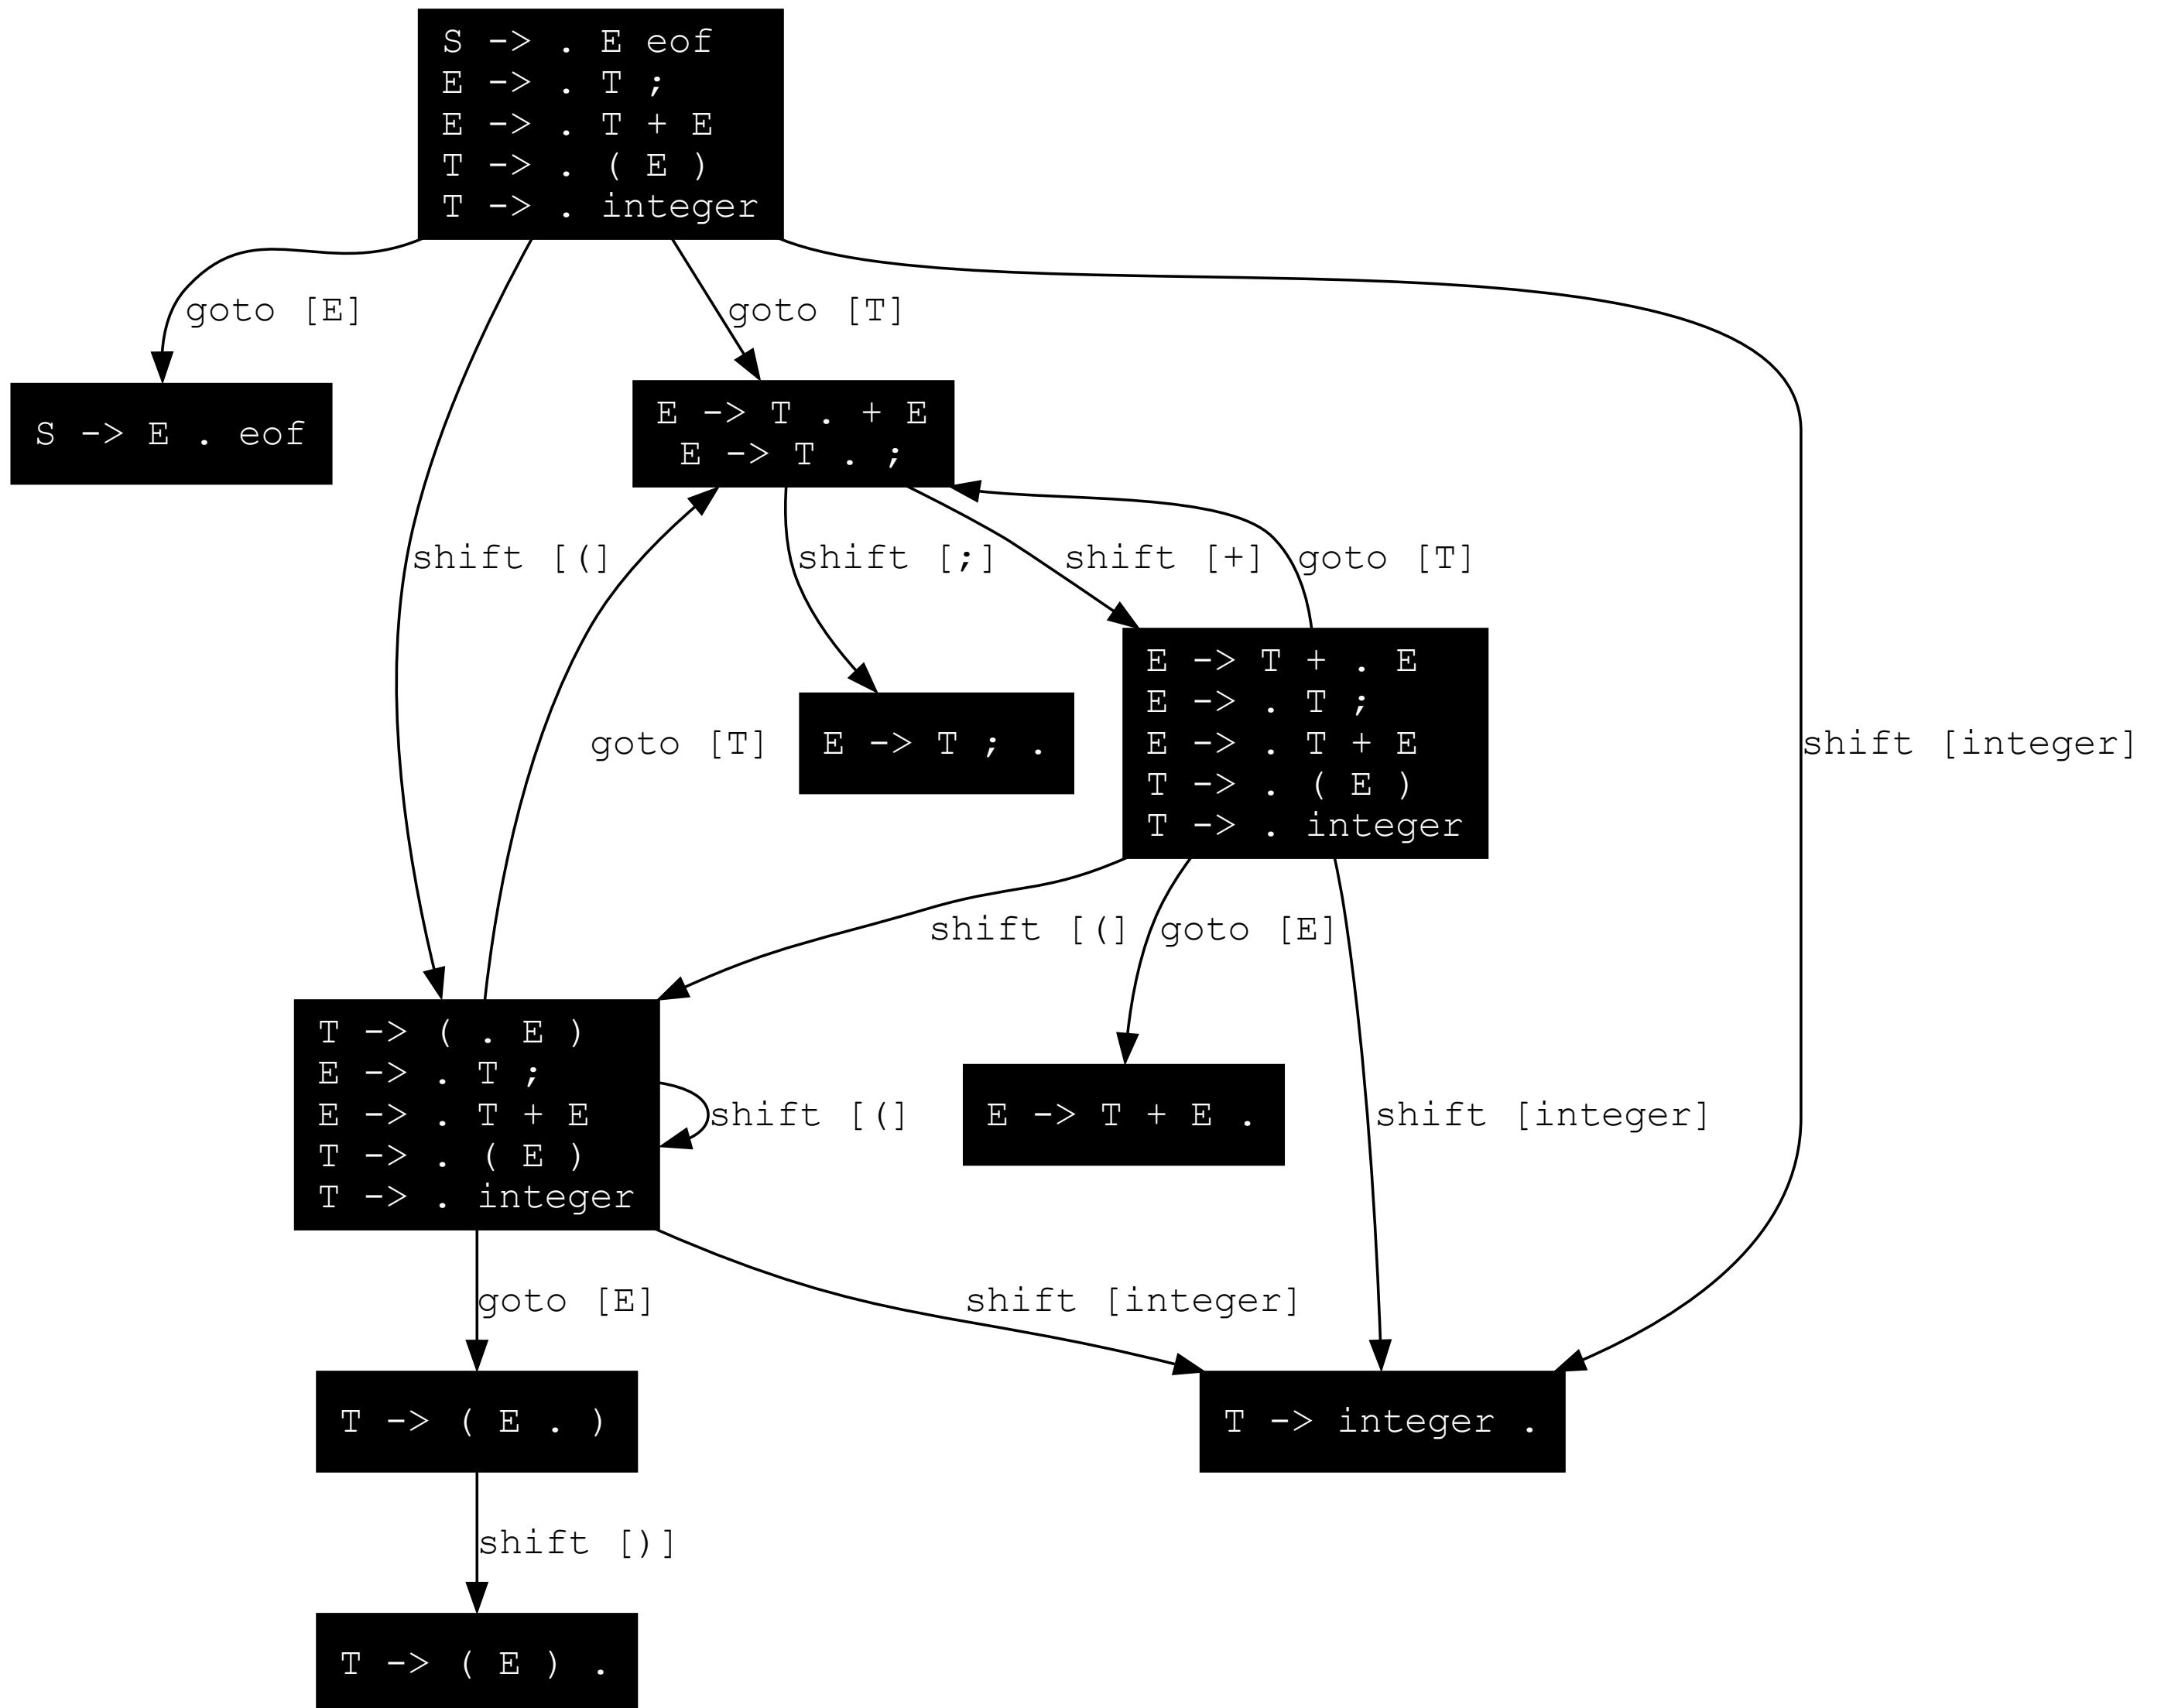 S -> . E eof
E -> . T ;
E -> . T + E
T -> . ( E )
T -> . integer
goto [E]
goto [T]
S -> E . eof
E -> T . + E
E -> T . ;
shift [(]
shift [;]
shift [+]
goto [T]
E -> T + . E
E -> . T ;
E -> . T + E
T -> . ( E )
T -> . integer
goto [T]
E -> T ; .
shift [integer]
shift [(]
goto [E]
T -> ( . E )
E -> . T ;
E -> . T + E
T -> . ( E )
T -> . integer
shift [(]
E -> T + E .
shift [integer]
goto [E]
shift [integer]
T -> ( E . )
T -> integer .
shift [)]
T -> ( E ) .